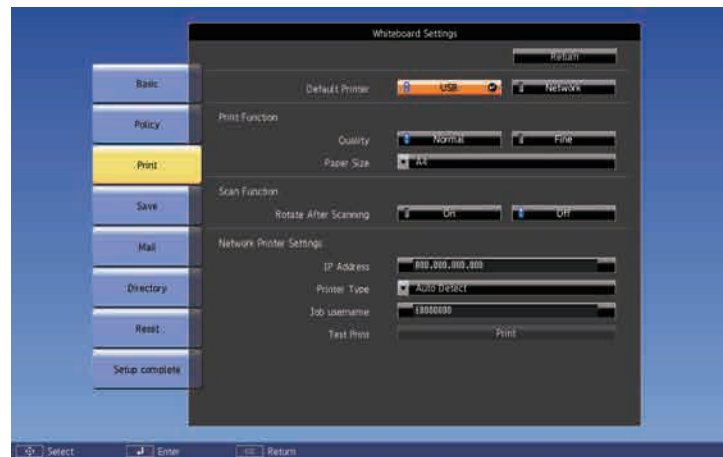 Whiteboard Settings
Return
Basic
Policy
Print
Save
Mail
Directory
Reset
Setup complete
Default Printer USB Network
Print Function
Quality Normal Fine
Paper Size A4
Scan Function
Rotate After Scanning On Off
Network Printer Settings
IP Address 000.000.000.000
Printer Type Auto Detect
Job username
Test Print Print
Select Enter Return